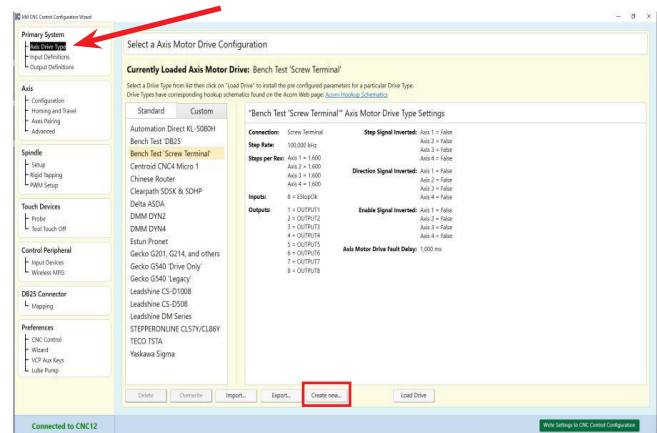 Mill CNC Control Configuration Wizard
Primary System
Axis Drive Type
Input Definitions
Output Definitions
Axis
Configuration
Homing and Travel
Axes Pairing
Advanced
Spindle
Setup
Rigid Tapping
PWM Setup
Touch Devices
Probe
Tool Touch Off
Control Peripheral
Input Devices
Wireless MPG
DB25 Connector
Mapping
Preferences
CNC Control
Wizard
VCP Aux Keys
Lube Pump
Connected to CNC12
Select a Axis Motor Drive Configuration
Currently Loaded Axis Motor Drive: Bench Test 'Screw Terminal'
Select a Drive Type from list then click on "Load Drive" to install the pre configured parameters for a particular Drive Type.
Drive Types have corresponding hookup schematics found on the Acorn Web page: Acorn Hookup Schematics
Standard Custom
Automation Direct KL-5080H
Bench Test 'DB25'
Bench Test 'Screw Terminal'
Centroid CNC4 Micro 1
Chinese Router
Clearpath SDSK & SDHP
Delta ASDA
DMM DYN2
DMM DYN4
Estun Pronet
Gecko G201, G214, and others
Gecko G540 'Drive Only'
Gecko G540 'Legacy'
Leadshine CS-D1008
Leadshine CS-D508
Leadshine DM Series
STEPPERONLINE CL57Y/CL86Y
TECO TSTA
Yaskawa Sigma
"Bench Test 'Screw Terminal'" Axis Motor Drive Type Settings
Connection: Screw Terminal
Step Rate: 100,000 kHz
Steps per Rev: Axis 1 = 1,600
Axis 2 = 1,600
Axis 3 = 1,600
Axis 4 = 1,600
Inputs: 8 = EStopOk
Outputs: 1 = OUTPUT1
2 = OUTPUT2
3 = OUTPUT3
4 = OUTPUT4
5 = OUTPUT5
6 = OUTPUT6
7 = OUTPUT7
8 = OUTPUT8
Step Signal Inverted: Axis 1 = False
Axis 2 = False
Axis 3 = False
Axis 4 = False
Direction Signal Inverted: Axis 1 = False
Axis 2 = False
Axis 3 = False
Axis 4 = False
Enable Signal Inverted: Axis 1 = False
Axis 2 = False
Axis 3 = False
Axis 4 = False
Axis Motor Drive Fault Delay: 1,000 ms
Delete Overwrite Import... Export... Create new... Load Drive
Write Settings to CNC Control Configuration